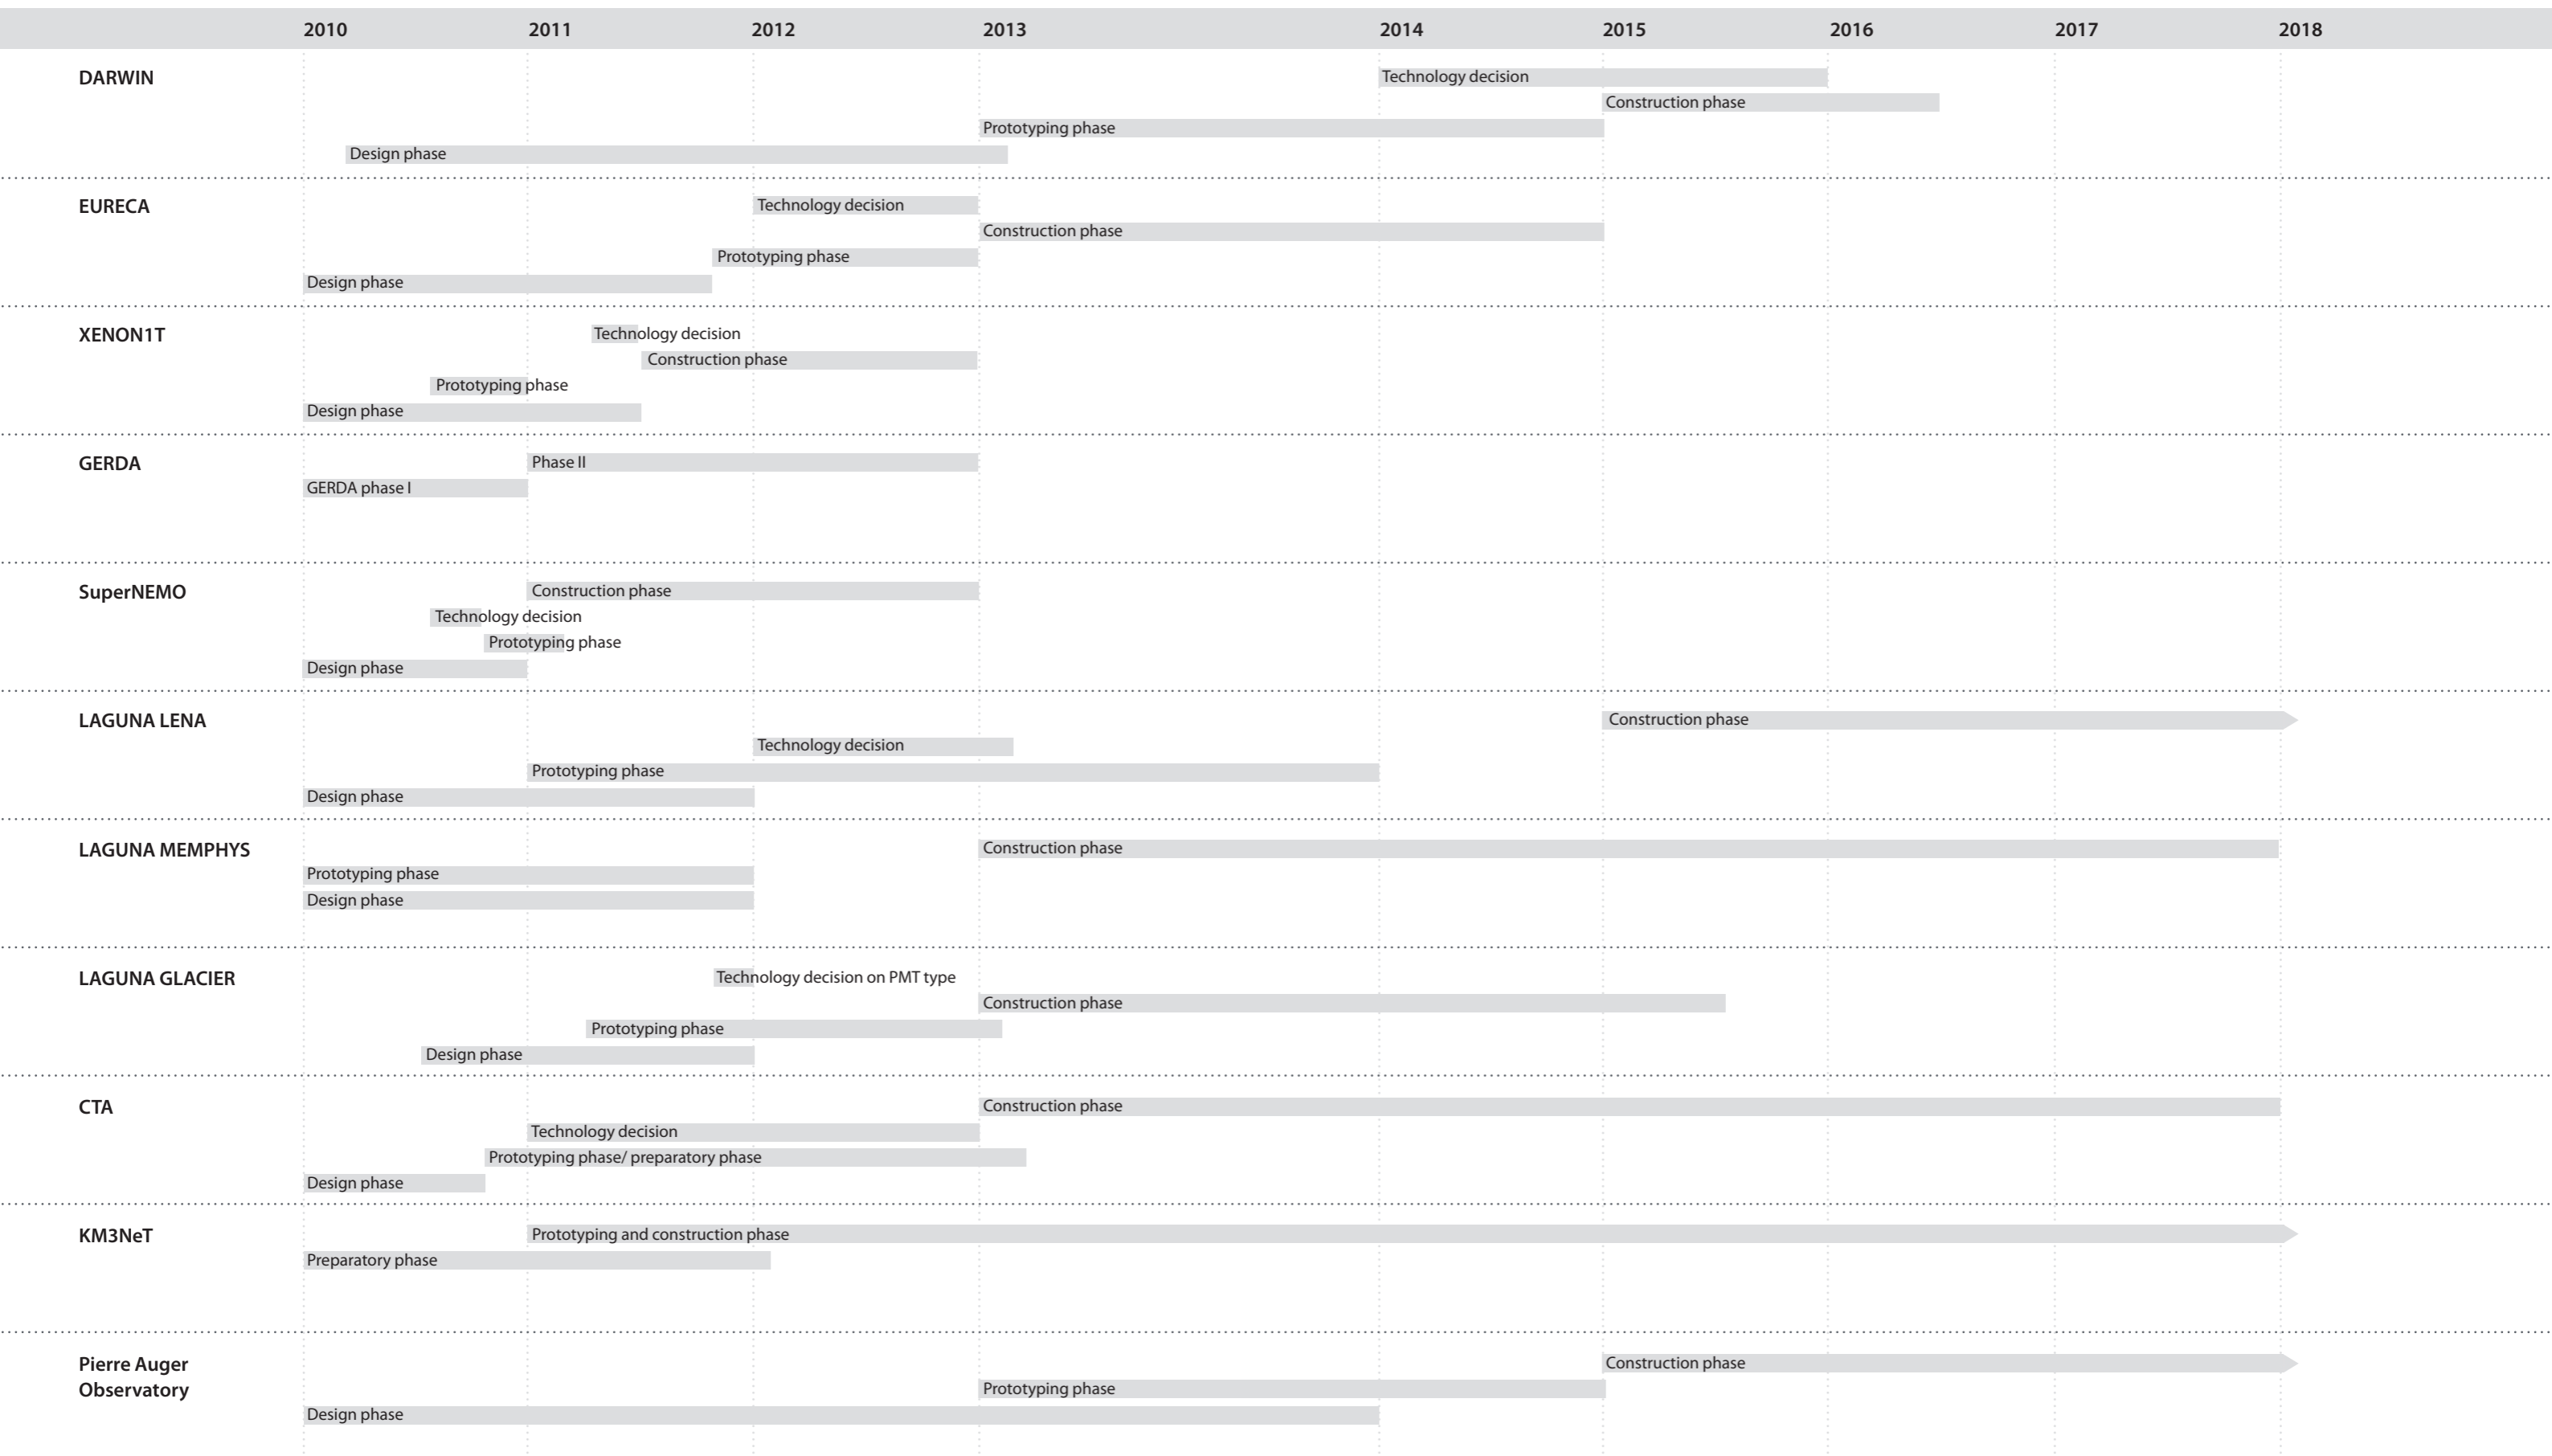 2010 2011 2012 2013 2014 2015 2016 2017 2018
DARWIN Technology decision
Construction phase
Prototyping phase
Design phase
EURECA Technology decision
Construction phase
Prototyping phase
Design phase
XENON1T Technology decision
Construction phase
Prototyping phase
Design phase
GERDA Phase II
GERDA phase I
SuperNEMO Construction phase
Technology decision
Prototyping phase
Design phase
LAGUNA LENA Construction phase
Technology decision
Prototyping phase
Design phase
LAGUNA MEMPHYS Construction phase
Prototyping phase
Design phase
LAGUNA GLACIER Technology decision on PMT type
Construction phase
Prototyping phase
Design phase
CTA Construction phase
Technology decision
Prototyping phase/ preparatory phase
Design phase
KM3NeT Prototyping and construction phase
Preparatory phase
Pierre Auger Construction phase
Observatory Prototyping phase
Design phase